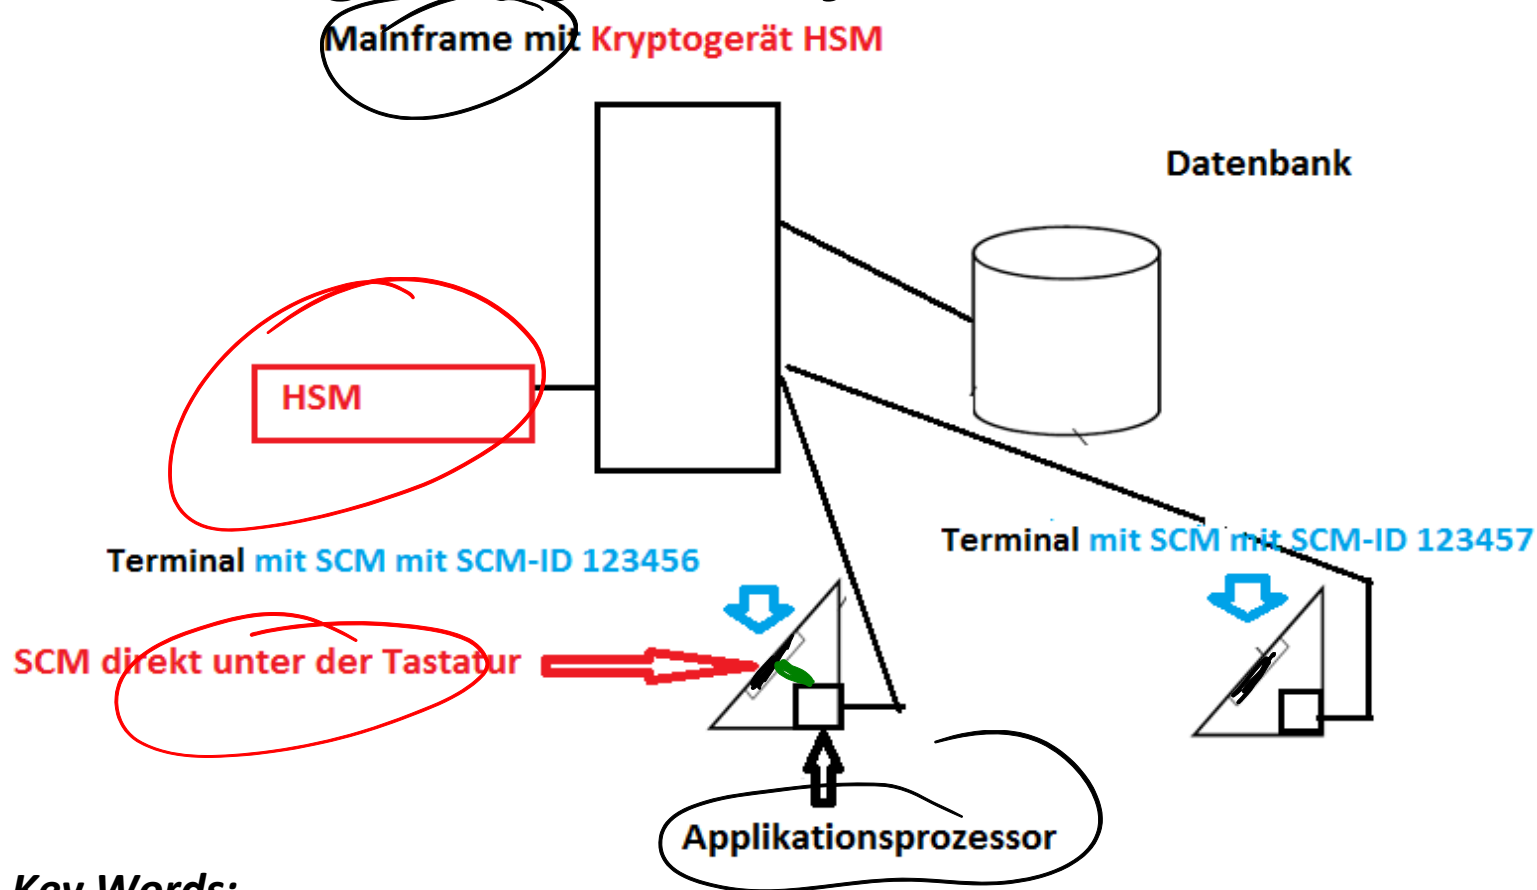 Mainframe mit Kryptogerät HSM
Datenbank
HSM
Terminal mit SCM mit SCM-ID 123456
Terminal mit SCM mit SCM-ID 123457
SCM direkt unter der Tastatur
Applikationsprozessor
Key Words: